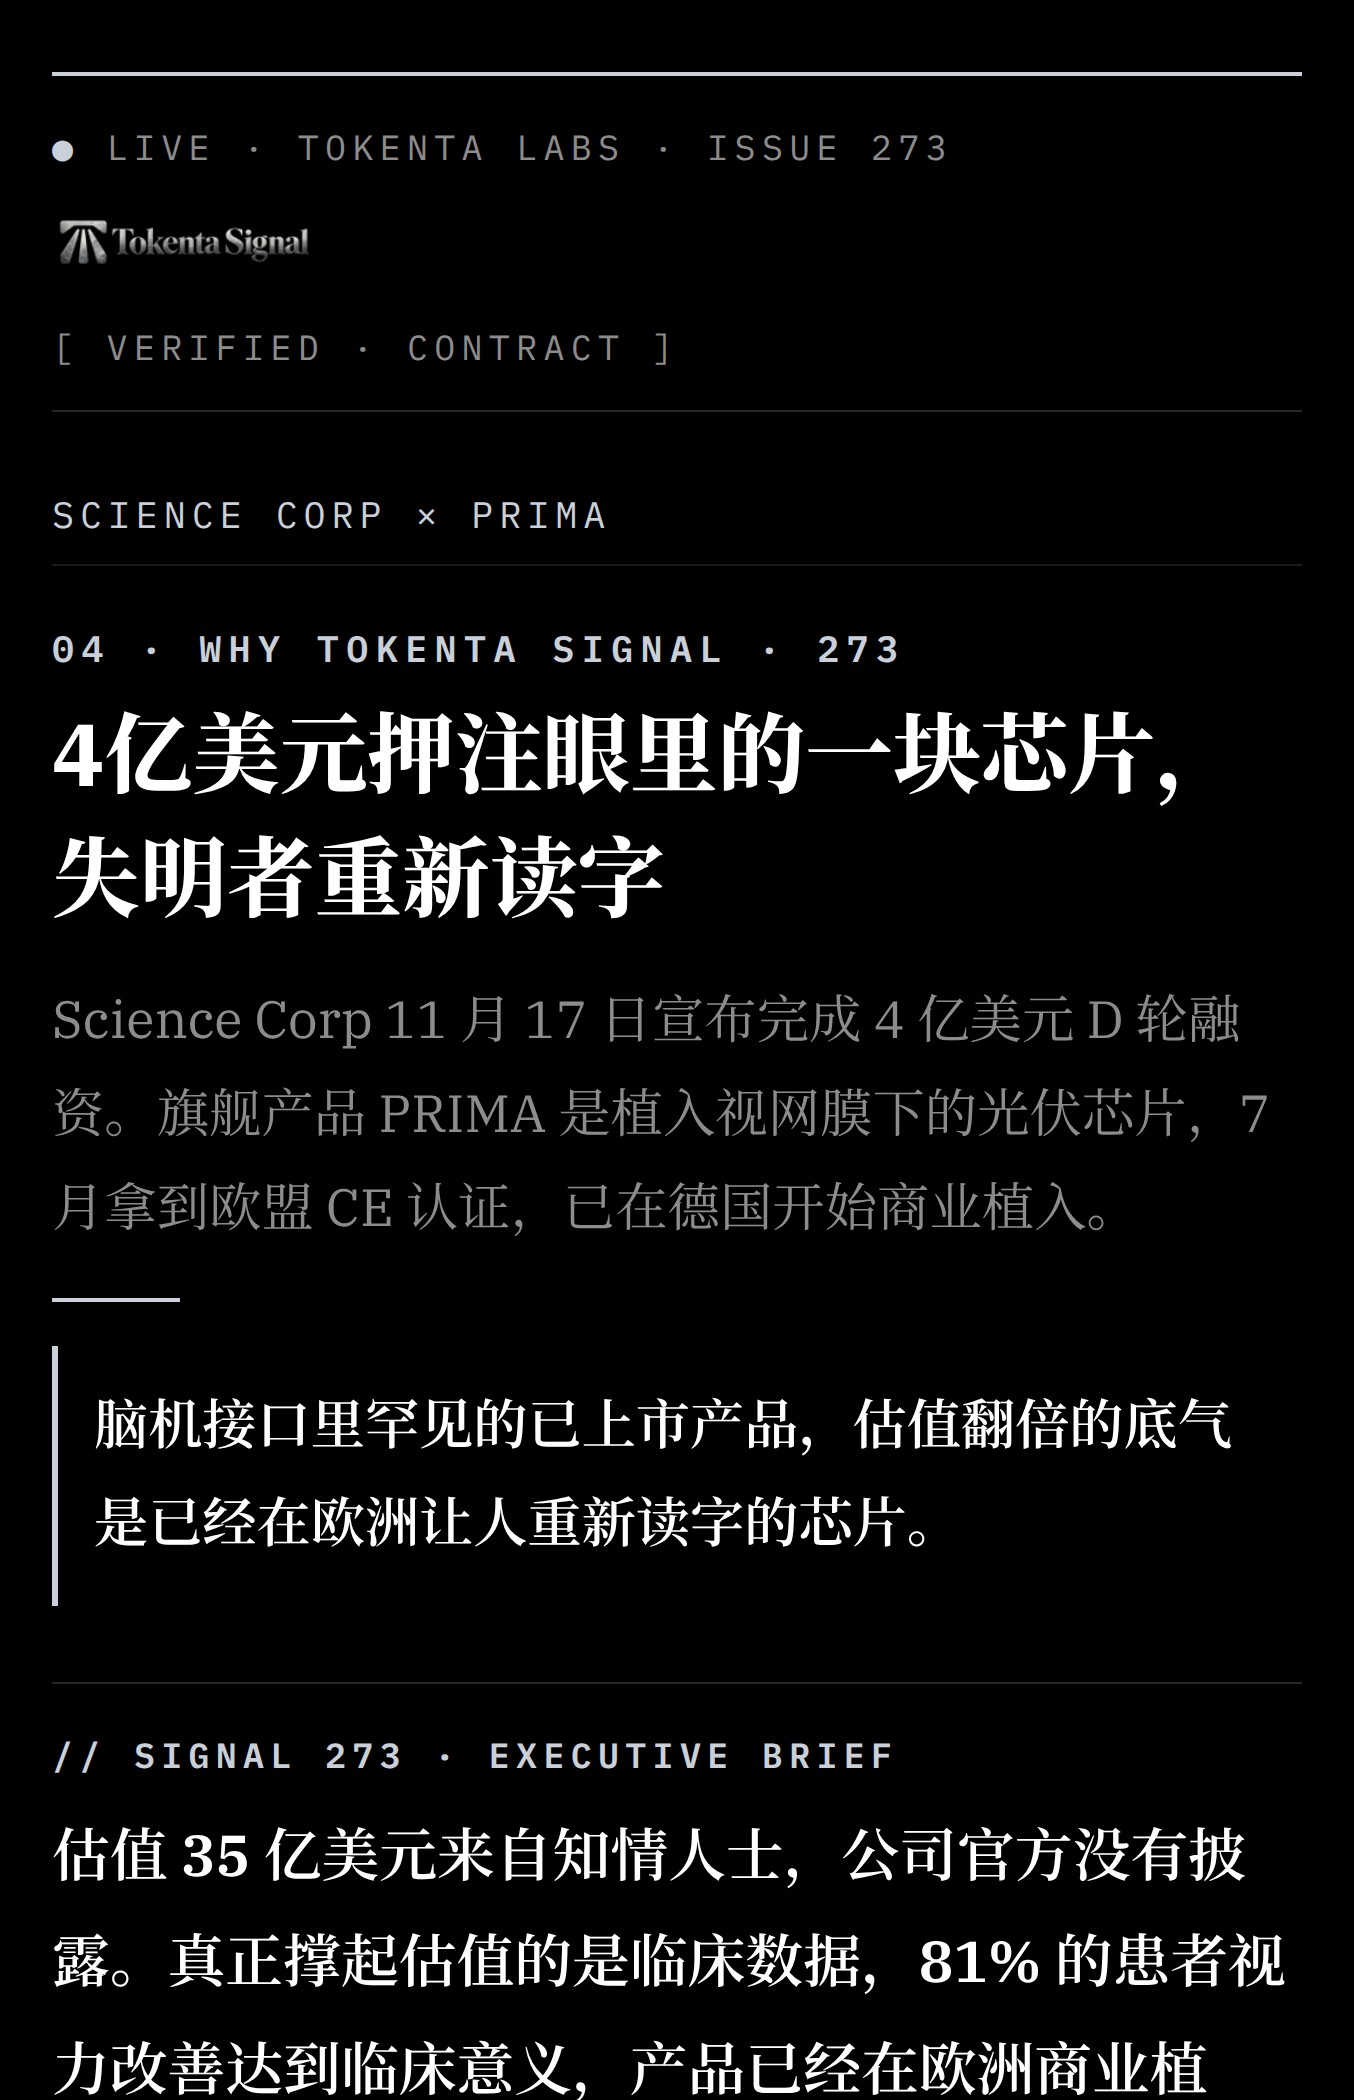 ● LIVE · TOKENTA LABS · ISSUE 273
Tokenta Signal
[ VERIFIED · CONTRACT ]
SCIENCE CORP × PRIMA
04 · WHY TOKENTA SIGNAL · 273
4亿美元押注眼里的一块芯片，
失明者重新读字
Science Corp 11 月 17 日宣布完成 4 亿美元 D 轮融
资。旗舰产品 PRIMA 是植入视网膜下的光伏芯片，7
月拿到欧盟 CE 认证，已在德国开始商业植入。
脑机接口里罕见的已上市产品，估值翻倍的底气
是已经在欧洲让人重新读字的芯片。
// SIGNAL 273 · EXECUTIVE BRIEF
估值 35 亿美元来自知情人士，公司官方没有披
露。真正撑起估值的是临床数据，81% 的患者视
力改善达到临床意义，产品已经在欧洲商业植